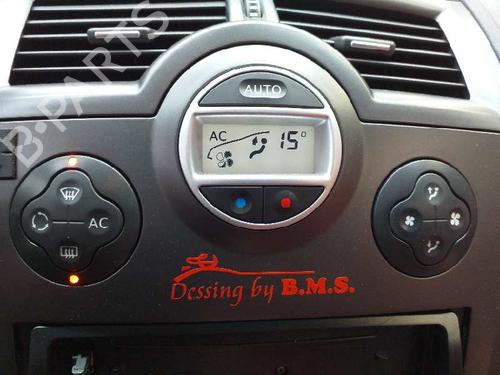 B-PARTS
AUTO
AC
15°
AC
Dessing by B.M.S.